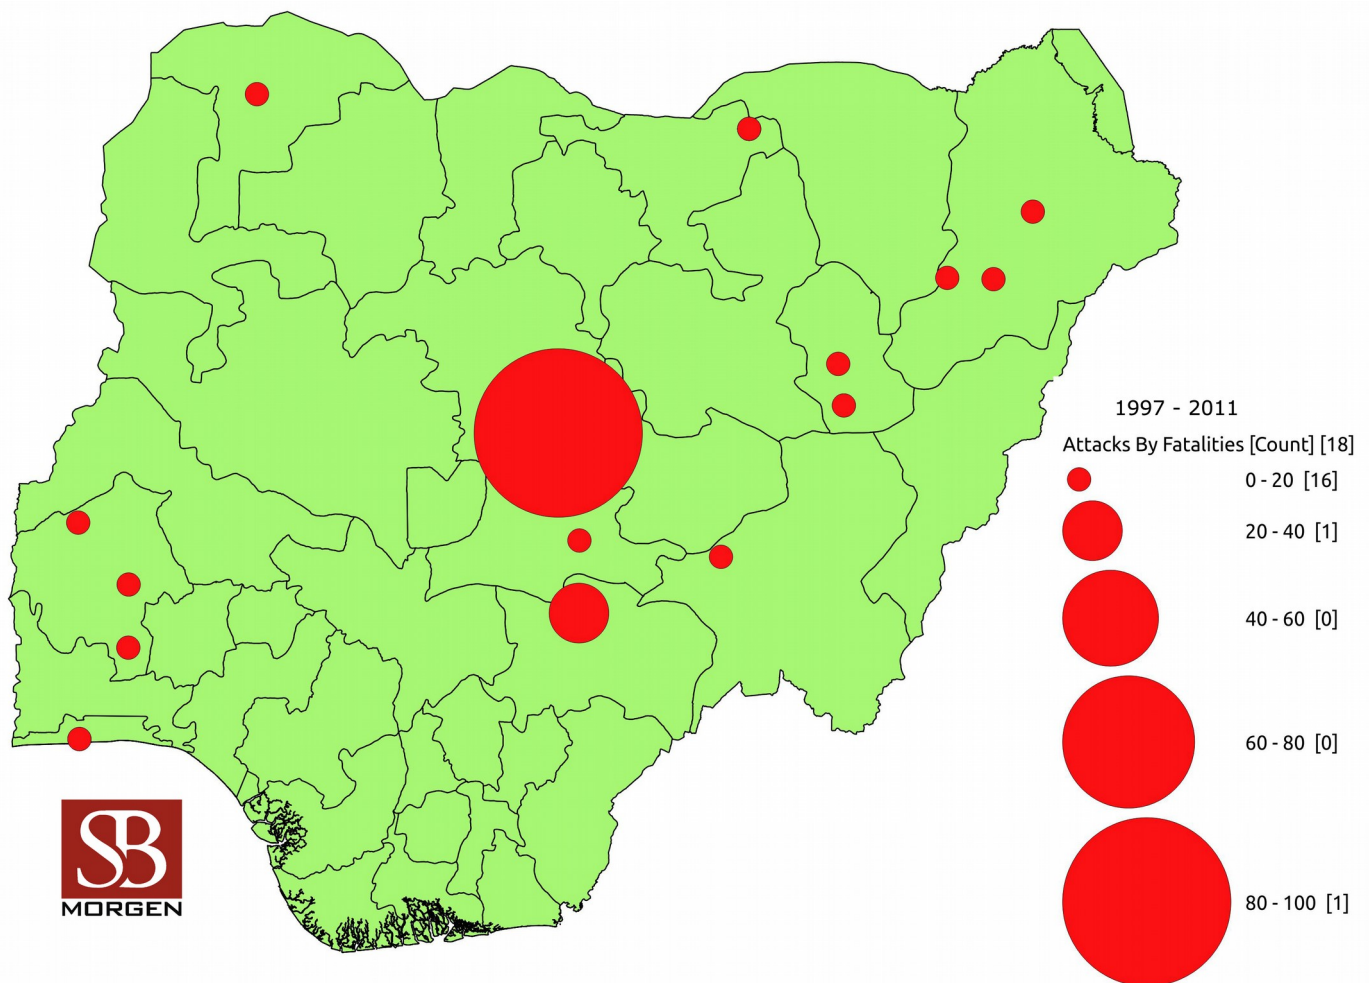 1997 - 2011
Attacks By Fatalities [Count] [18]
0 - 20 [16]
20 - 40 [1]
40 - 60 [0]
60 - 80 [0]
80 - 100 [1]
SB
MORGEN